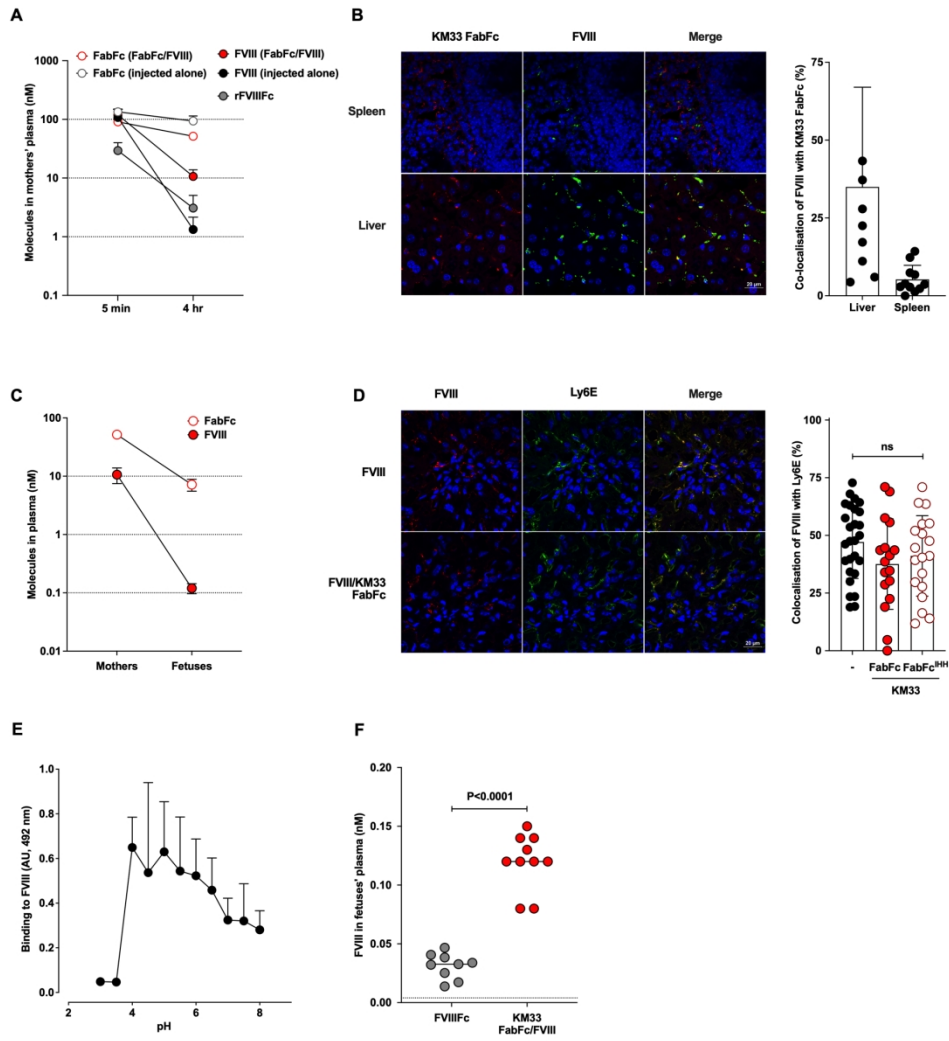 A
FabFc (FabFc/FVIII)
FabFc (injected alone)
FVIII (FabFc/FVIII)
FVIII (injected alone)
rFVIIIFc
Molecules in mothers' plasma (nM)
1000
100
10
1
0.1
5 min
4 hr
B
KM33 FabFc
FVIII
Merge
Spleen
Liver
20 µm
Co-localisation of FVIII with KM33 FabFc (%)
75
50
25
0
Liver
Spleen
C
FabFc
FVIII
Molecules in plasma (nM)
100
10
1
0.1
0.01
Mothers
Fetuses
D
FVIII
Ly6E
Merge
FVIII
FVIII/KM33
FabFc
20 µm
Colocalisation of FVIII with Ly6E (%)
100
75
50
25
0
ns
-
FabFc
FabFcIHH
KM33
E
Binding to FVIII (AU, 492 nm)
1.0
0.8
0.6
0.4
0.2
0.0
2
4
6
8
pH
F
FVIII in fetuses' plasma (nM)
0.20
0.15
0.10
0.05
0.00
P<0.0001
FVIIIFc
KM33
FabFc/FVIII